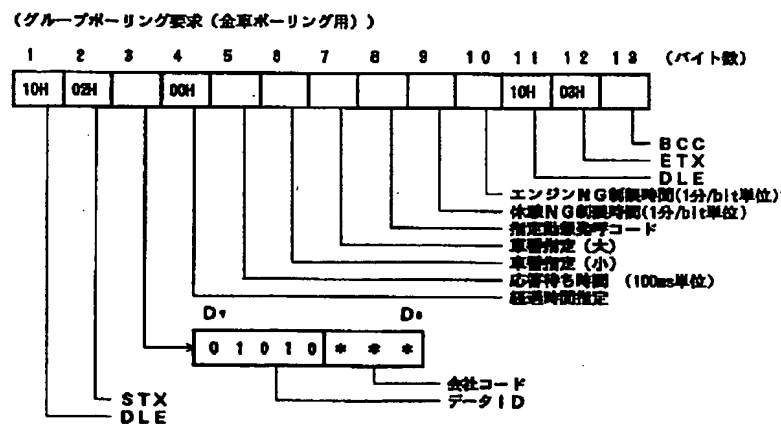 (グループポーリング要求(全車ポーリング用))
1 2 3 4 5 6 7 8 9 10 11 12 13 (バイト数)
10H 02H 00H 10H 03H
BCC
ETX
DLE
エンジンNG制限時間(1分/bit単位)
休憩NG制限時間(1分/bit単位)
指定動態発呼コード
車番指定(大)
車番指定(小)
応答待ち時間 (100ms単位)
経過時間指定
D7 D0
0 1 0 1 0 * * *
会社コード
データID
STX
DLE